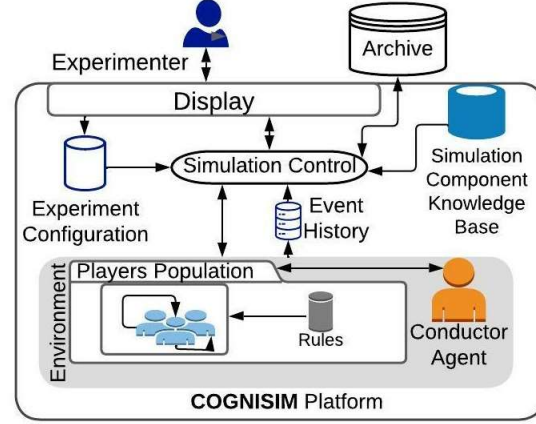 Archive
Experimenter
Display
Simulation Control
Simulation
Component
Knowledge
Base
Experiment
Configuration
Event
History
Environment
Players Population
Rules
Conductor
Agent
COGNISIM Platform